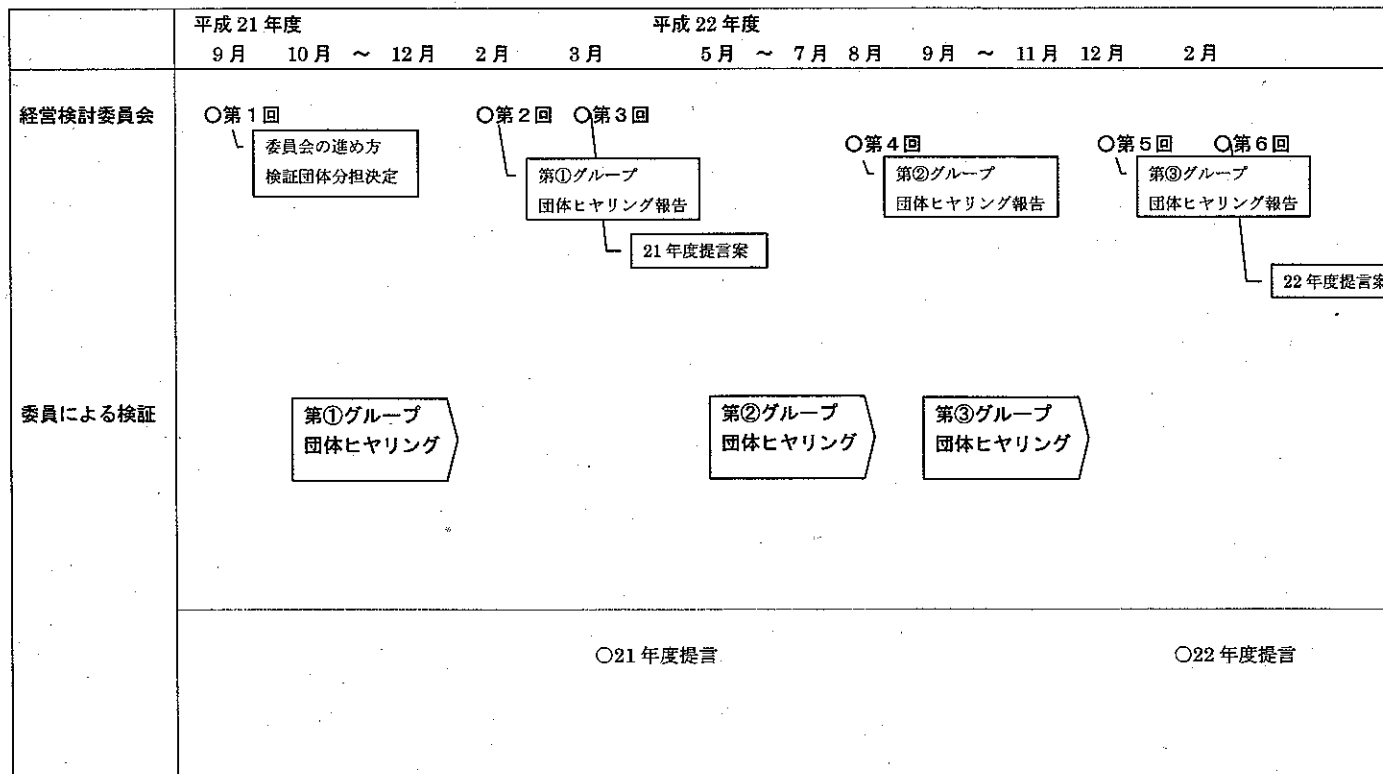 平成21年度 平成22年度
9月 10月 ～ 12月 2月 3月 5月 ～ 7月 8月 9月 ～ 11月 12月 2月
経営検討委員会
○第1回
委員会の進め方
検証団体分担決定
○第2回
○第3回
第①グループ
団体ヒヤリング報告
21年度提言案
○第4回
第②グループ
団体ヒヤリング報告
○第5回
○第6回
第③グループ
団体ヒヤリング報告
22年度提言案
委員による検証
第①グループ
団体ヒヤリング
第②グループ
団体ヒヤリング
第③グループ
団体ヒヤリング
○21年度提言
○22年度提言